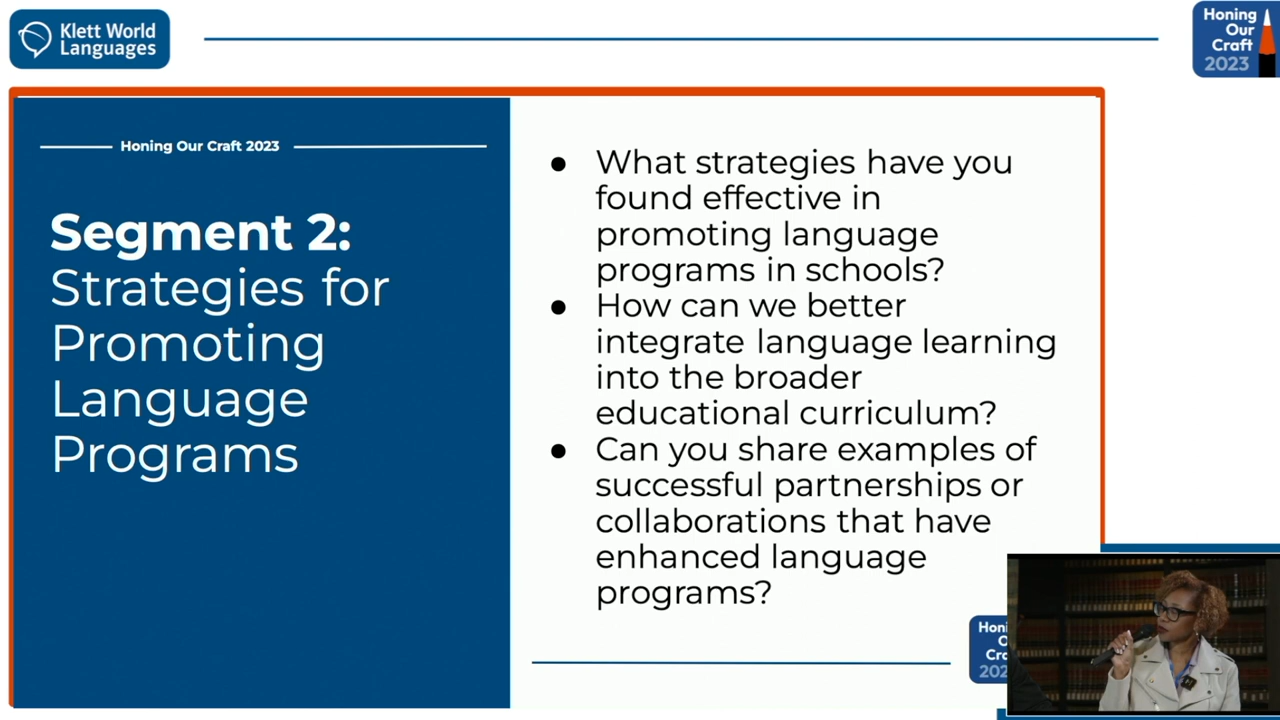 Klett World
Languages
Honing
Our
Craft
2023
Honing Our Craft 2023
Segment 2:
Strategies for
Promoting
Language
Programs
● What strategies have you
found effective in
promoting language
programs in schools?
● How can we better
integrate language learning
into the broader
educational curriculum?
● Can you share examples of
successful partnerships or
collaborations that have
enhanced language
programs?